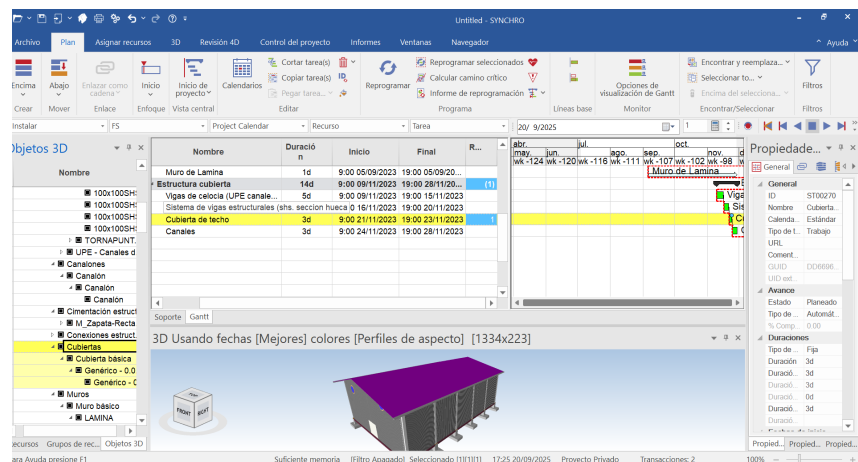 Untitled - SYNCHRO
Archivo Plan Asignar recursos 3D Revisión 4D Control del proyecto Informes Ventanas Navegador Ayuda
Encima Abajo Enlazar como cadena Inicio Inicio de proyecto Calendarios
Cortar tarea(s)
Copiar tarea(s)
Pegar tarea...
Reprogramar
Reprogramar seleccionados
Calcular camino crítico
Informe de reprogramación
Opciones de visualización de Gantt
Encontrar y reemplaza...
Seleccionar to...
Encima del selecciona...
Filtros
Crear Mover Enlace Enfoque Vista central Editar Programa Líneas base Monitor Encontrar/Seleccionar Filtros
Instalar FS Project Calendar Recurso Tarea 20/ 9/2025 1
Objetos 3D
Nombre
100x100SH
100x100SH
100x100SH
100x100SH
TORNAPUNT.
UPE - Canales d
Canalones
Canalón
Canalón
Canalón
Cimentación estruct
M_Zapata-Recta
Conexiones estruct.
Cubiertas
Cubierta básica
Genérico - 0.0
Genérico - 0
Muros
Muro básico
LAMINA
Recursos Grupos de rec... Objetos 3D
Nombre Duración Inicio Final R...
Muro de Lamina 1d 9:00 05/09/2023 19:00 05/09/20...
Estructura cubierta 14d 9:00 09/11/2023 19:00 28/11/20... (1)
Vigas de celocia (UPE canale... 5d 9:00 09/11/2023 19:00 15/11/2023
Sistema de vigas estructurales (shs. seccion hueca 0 16/11/2023 19:00 20/11/2023
Cubierta de techo 3d 9:00 21/11/2023 19:00 23/11/2023 1
Canales 3d 9:00 24/11/2023 19:00 28/11/2023
abr. jul. oct.
may. jun. ago. sep. nov. d
wk -124 wk -120 wk -116 wk -111 wk -107 wk -102 wk -98 w
Muro de Lamina
E
Viga
Sis
C
C
Soporte Gantt
3D Usando fechas [Mejores] colores [Perfiles de aspecto] [1334x223]
TOP
FRONT RIGHT
Propiedade...
General
General
ID ST00270
Nombre Cubierta...
Calenda... Estándar
Tipo de t... Trabajo
URL
Coment...
GUID DD8696...
UID ext...
Avance
Estado Planeado
Tipo de ... Automát...
% Comp... 0.00
Duraciones
Tipo de ... Fija
Duración 3d
Duraci... 3d
Duració... 3d
Duració... 0d
Duraci... 3d
Duració...
Propied... Propied... Propied...
Para Ayuda presione F1 Suficiente memoria [Filtro Apagado] Seleccionado [1][1][1] 17:25 20/09/2025 Proyecto Privado Transacciones: 2 100%